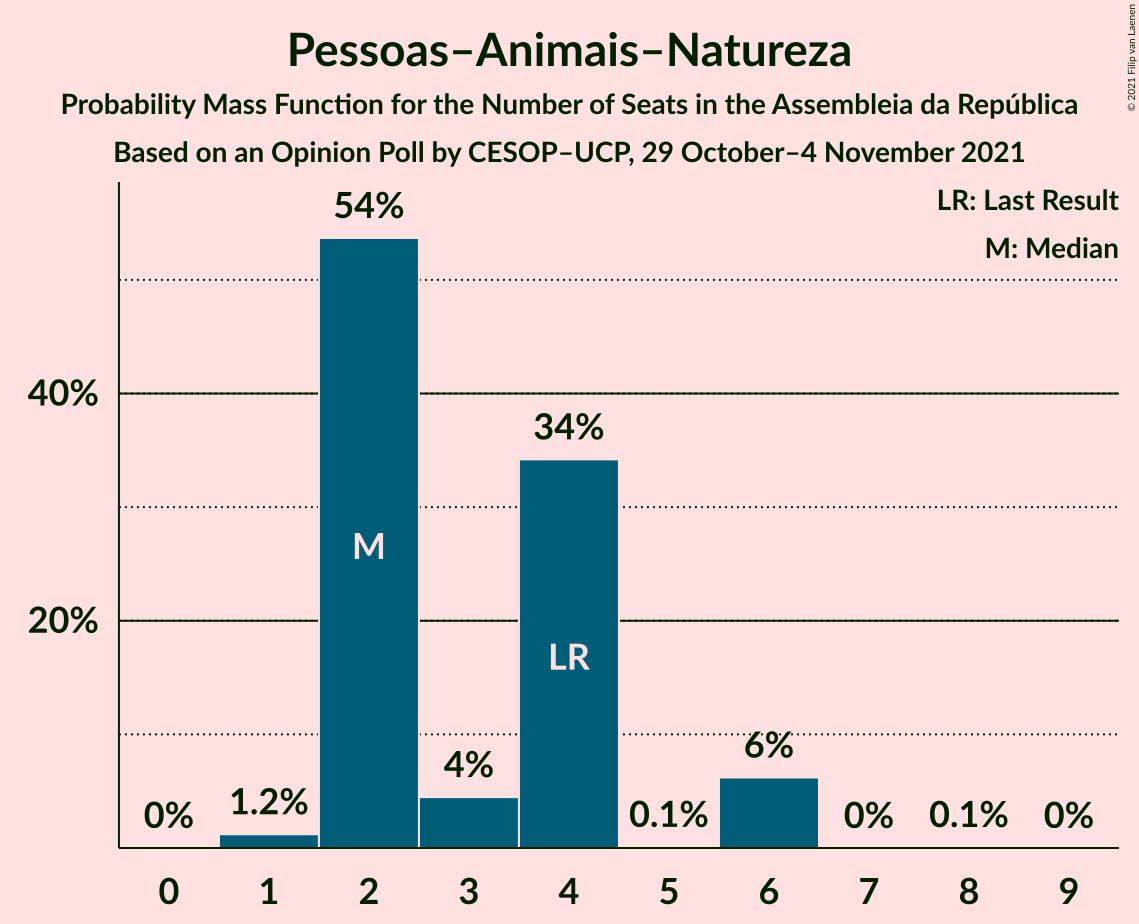 Pessoas–Animais–Natureza
Probability Mass Function for the Number of Seats in the Assembleia da República
Based on an Opinion Poll by CESOP–UCP, 29 October–4 November 2021
© 2021 Filip van Laenen
LR: Last Result
M: Median
54%
40%
34%
M
20%
LR
6%
4%
1.2%
0%
0.1%
0%
0.1%
0%
0 1 2 3 4 5 6 7 8 9